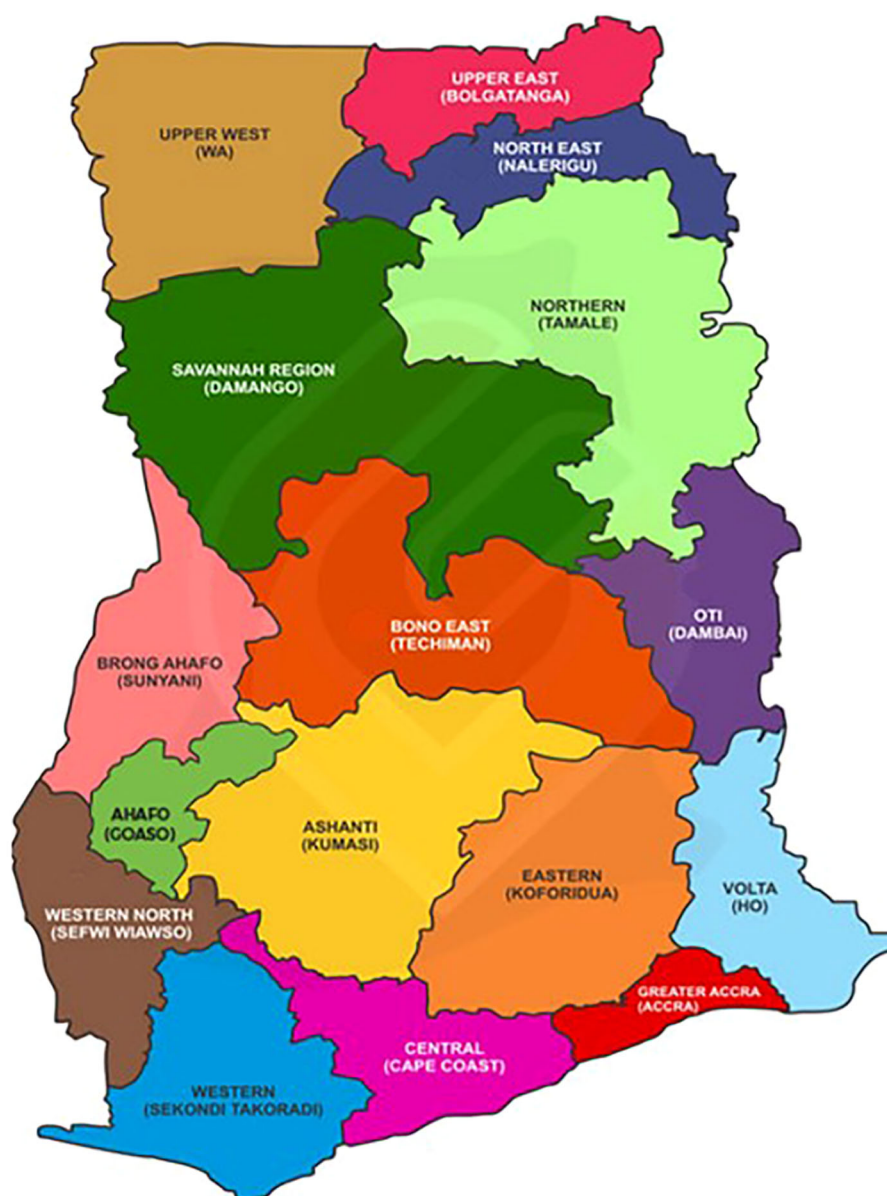 UPPER EAST
(BOLGATANGA)
UPPER WEST
(WA)
NORTH EAST
(NALERIGU)
NORTHERN
(TAMALE)
SAVANNAH REGION
(DAMANGO)
OTI
(DAMBAI)
BONO EAST
(TECHIMAN)
BRONG AHAFO
(SUNYANI)
AHAFO
(GOASO)
ASHANTI
(KUMASI)
EASTERN
(KOFORIDUA)
VOLTA
(HO)
WESTERN NORTH
(SEFWI WIAWSO)
GREATER ACCRA
(ACCRA)
CENTRAL
(CAPE COAST)
WESTERN
(SEKONDI TAKORADI)